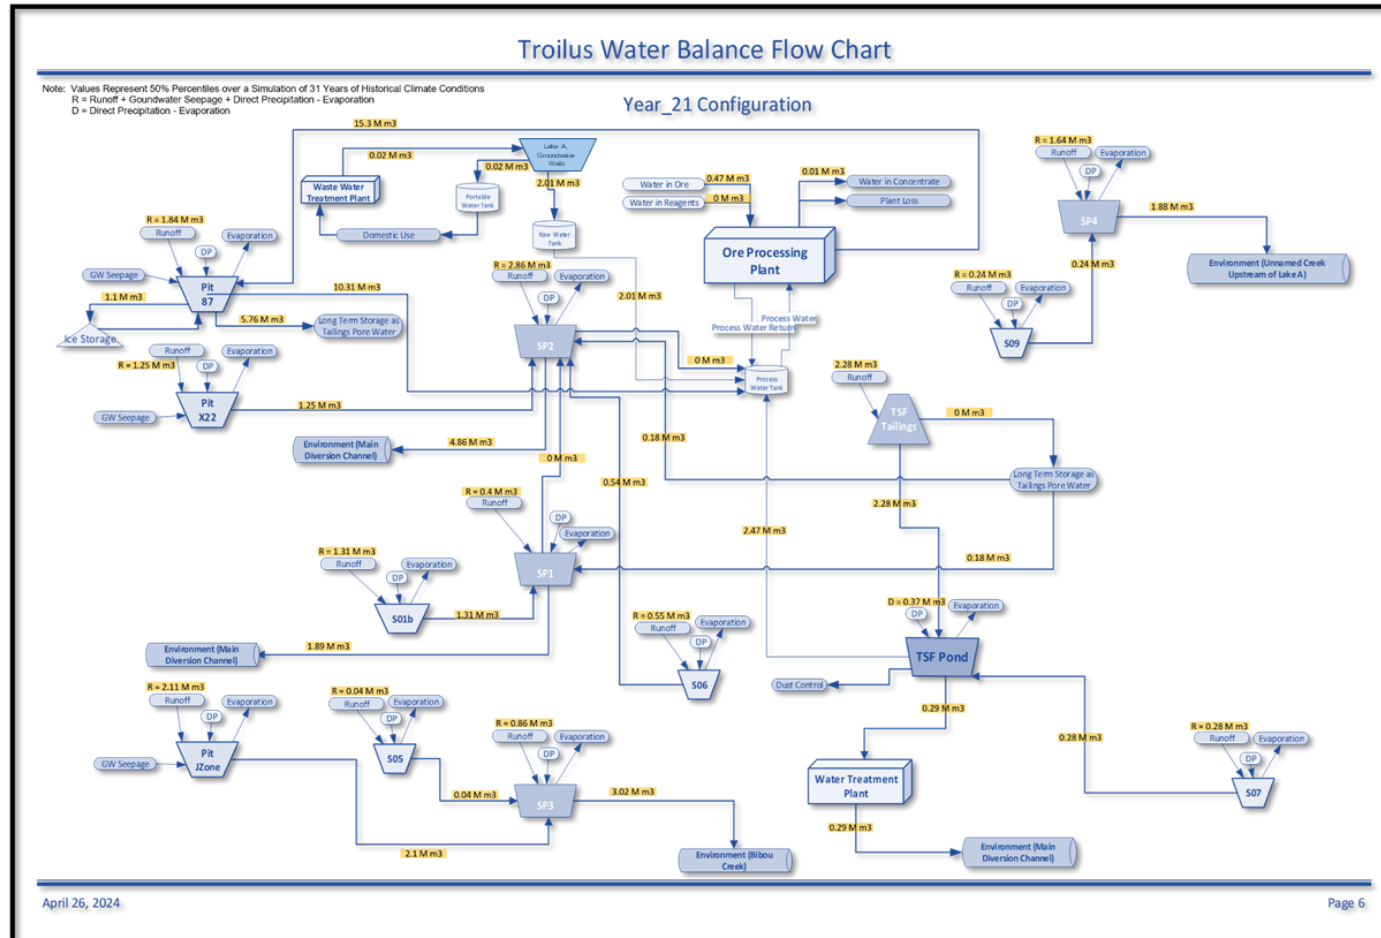 Troilus Water Balance Flow Chart
Note: Values Represent 50% Percentiles over a Simulation of 31 Years of Historical Climate Conditions
R = Runoff + Goundwater Seepage + Direct Precipitation - Evaporation
D = Direct Precipitation - Evaporation
Year_21 Configuration
15.3 M m3
0.02 M m3
Lake A,
Groundwater
Wells
0.02 M m3
2.01 M m3
Waste Water
Treatment Plant
Portable
Water Tank
Domestic Use
Raw Water
Tank
Water in Ore
0.47 M m3
Water in Reagents
0 M m3
0.01 M m3
Water in Concentrate
Plant Loss
Ore Processing
Plant
R = 1.64 M m3
Runoff
Evaporation
DP
SP4
1.88 M m3
Environment (Unnamed Creek
Upstream of Lake A)
0.24 M m3
R = 0.24 M m3
Runoff
Evaporation
DP
S09
R = 1.84 M m3
Runoff
Evaporation
DP
GW Seepage
Pit
87
1.1 M m3
10.31 M m3
5.76 M m3
Long Term Storage as
Tailings Pore Water
Ice Storage
R = 2.86 M m3
Runoff
Evaporation
DP
SP2
2.01 M m3
Process Water
Process Water Return
0 M m3
Process
Water Tank
Runoff
Evaporation
R = 1.25 M m3
DP
GW Seepage
Pit
X22
1.25 M m3
Environment (Main
Diversion Channel)
4.86 M m3
0 M m3
0.18 M m3
0.54 M m3
2.28 M m3
Runoff
TSF
Tailings
0 M m3
Long Term Storage as
Tailings Pore Water
2.28 M m3
2.47 M m3
0.18 M m3
R = 0.4 M m3
Runoff
DP
Evaporation
SP1
R = 1.31 M m3
Runoff
Evaporation
DP
S01b
1.31 M m3
1.89 M m3
Environment (Main
Diversion Channel)
R = 0.55 M m3
Runoff
Evaporation
DP
S06
D = 0.37 M m3
DP
Evaporation
TSF Pond
Dust Control
0.29 M m3
0.28 M m3
R = 2.11 M m3
Runoff
Evaporation
DP
GW Seepage
Pit
JZone
R = 0.04 M m3
Runoff
Evaporation
DP
S05
0.04 M m3
2.1 M m3
R = 0.86 M m3
Runoff
Evaporation
DP
SP3
3.02 M m3
Environment (Bibou
Creek)
Water Treatment
Plant
0.29 M m3
Environment (Main
Diversion Channel)
R = 0.28 M m3
Runoff
Evaporation
DP
S07
April 26, 2024
Page 6